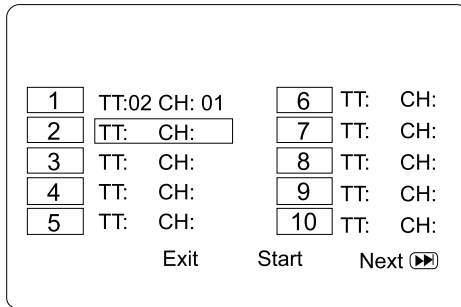 1 TT:02 CH: 01 6 TT: CH:
2 TT: CH: 7 TT: CH:
3 TT: CH: 8 TT: CH:
4 TT: CH: 9 TT: CH:
5 TT: CH: 10 TT: CH:
Exit Start Next